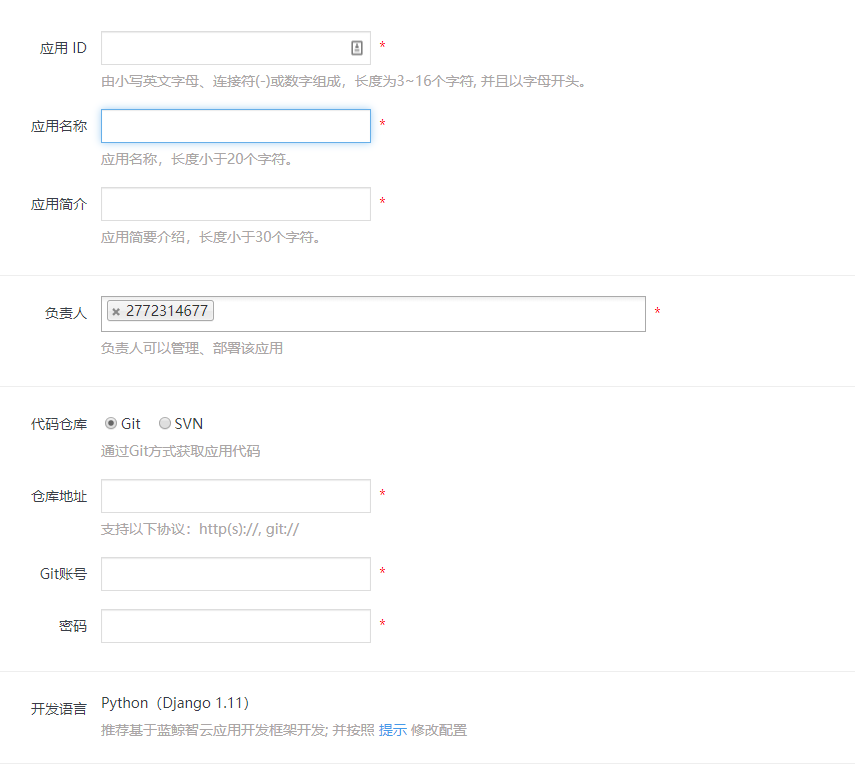 应用 ID *
由小写英文字母、连接符(-)或数字组成，长度为3~16个字符, 并且以字母开头。
应用名称 *
应用名称，长度小于20个字符。
应用简介 *
应用简要介绍，长度小于30个字符。
负责人 × 2772314677 *
负责人可以管理、部署该应用
代码仓库 Git SVN
通过Git方式获取应用代码
仓库地址 *
支持以下协议：http(s)://, git://
Git账号 *
密码 *
开发语言 Python（Django 1.11）
推荐基于蓝鲸智云应用开发框架开发; 并按照 提示 修改配置